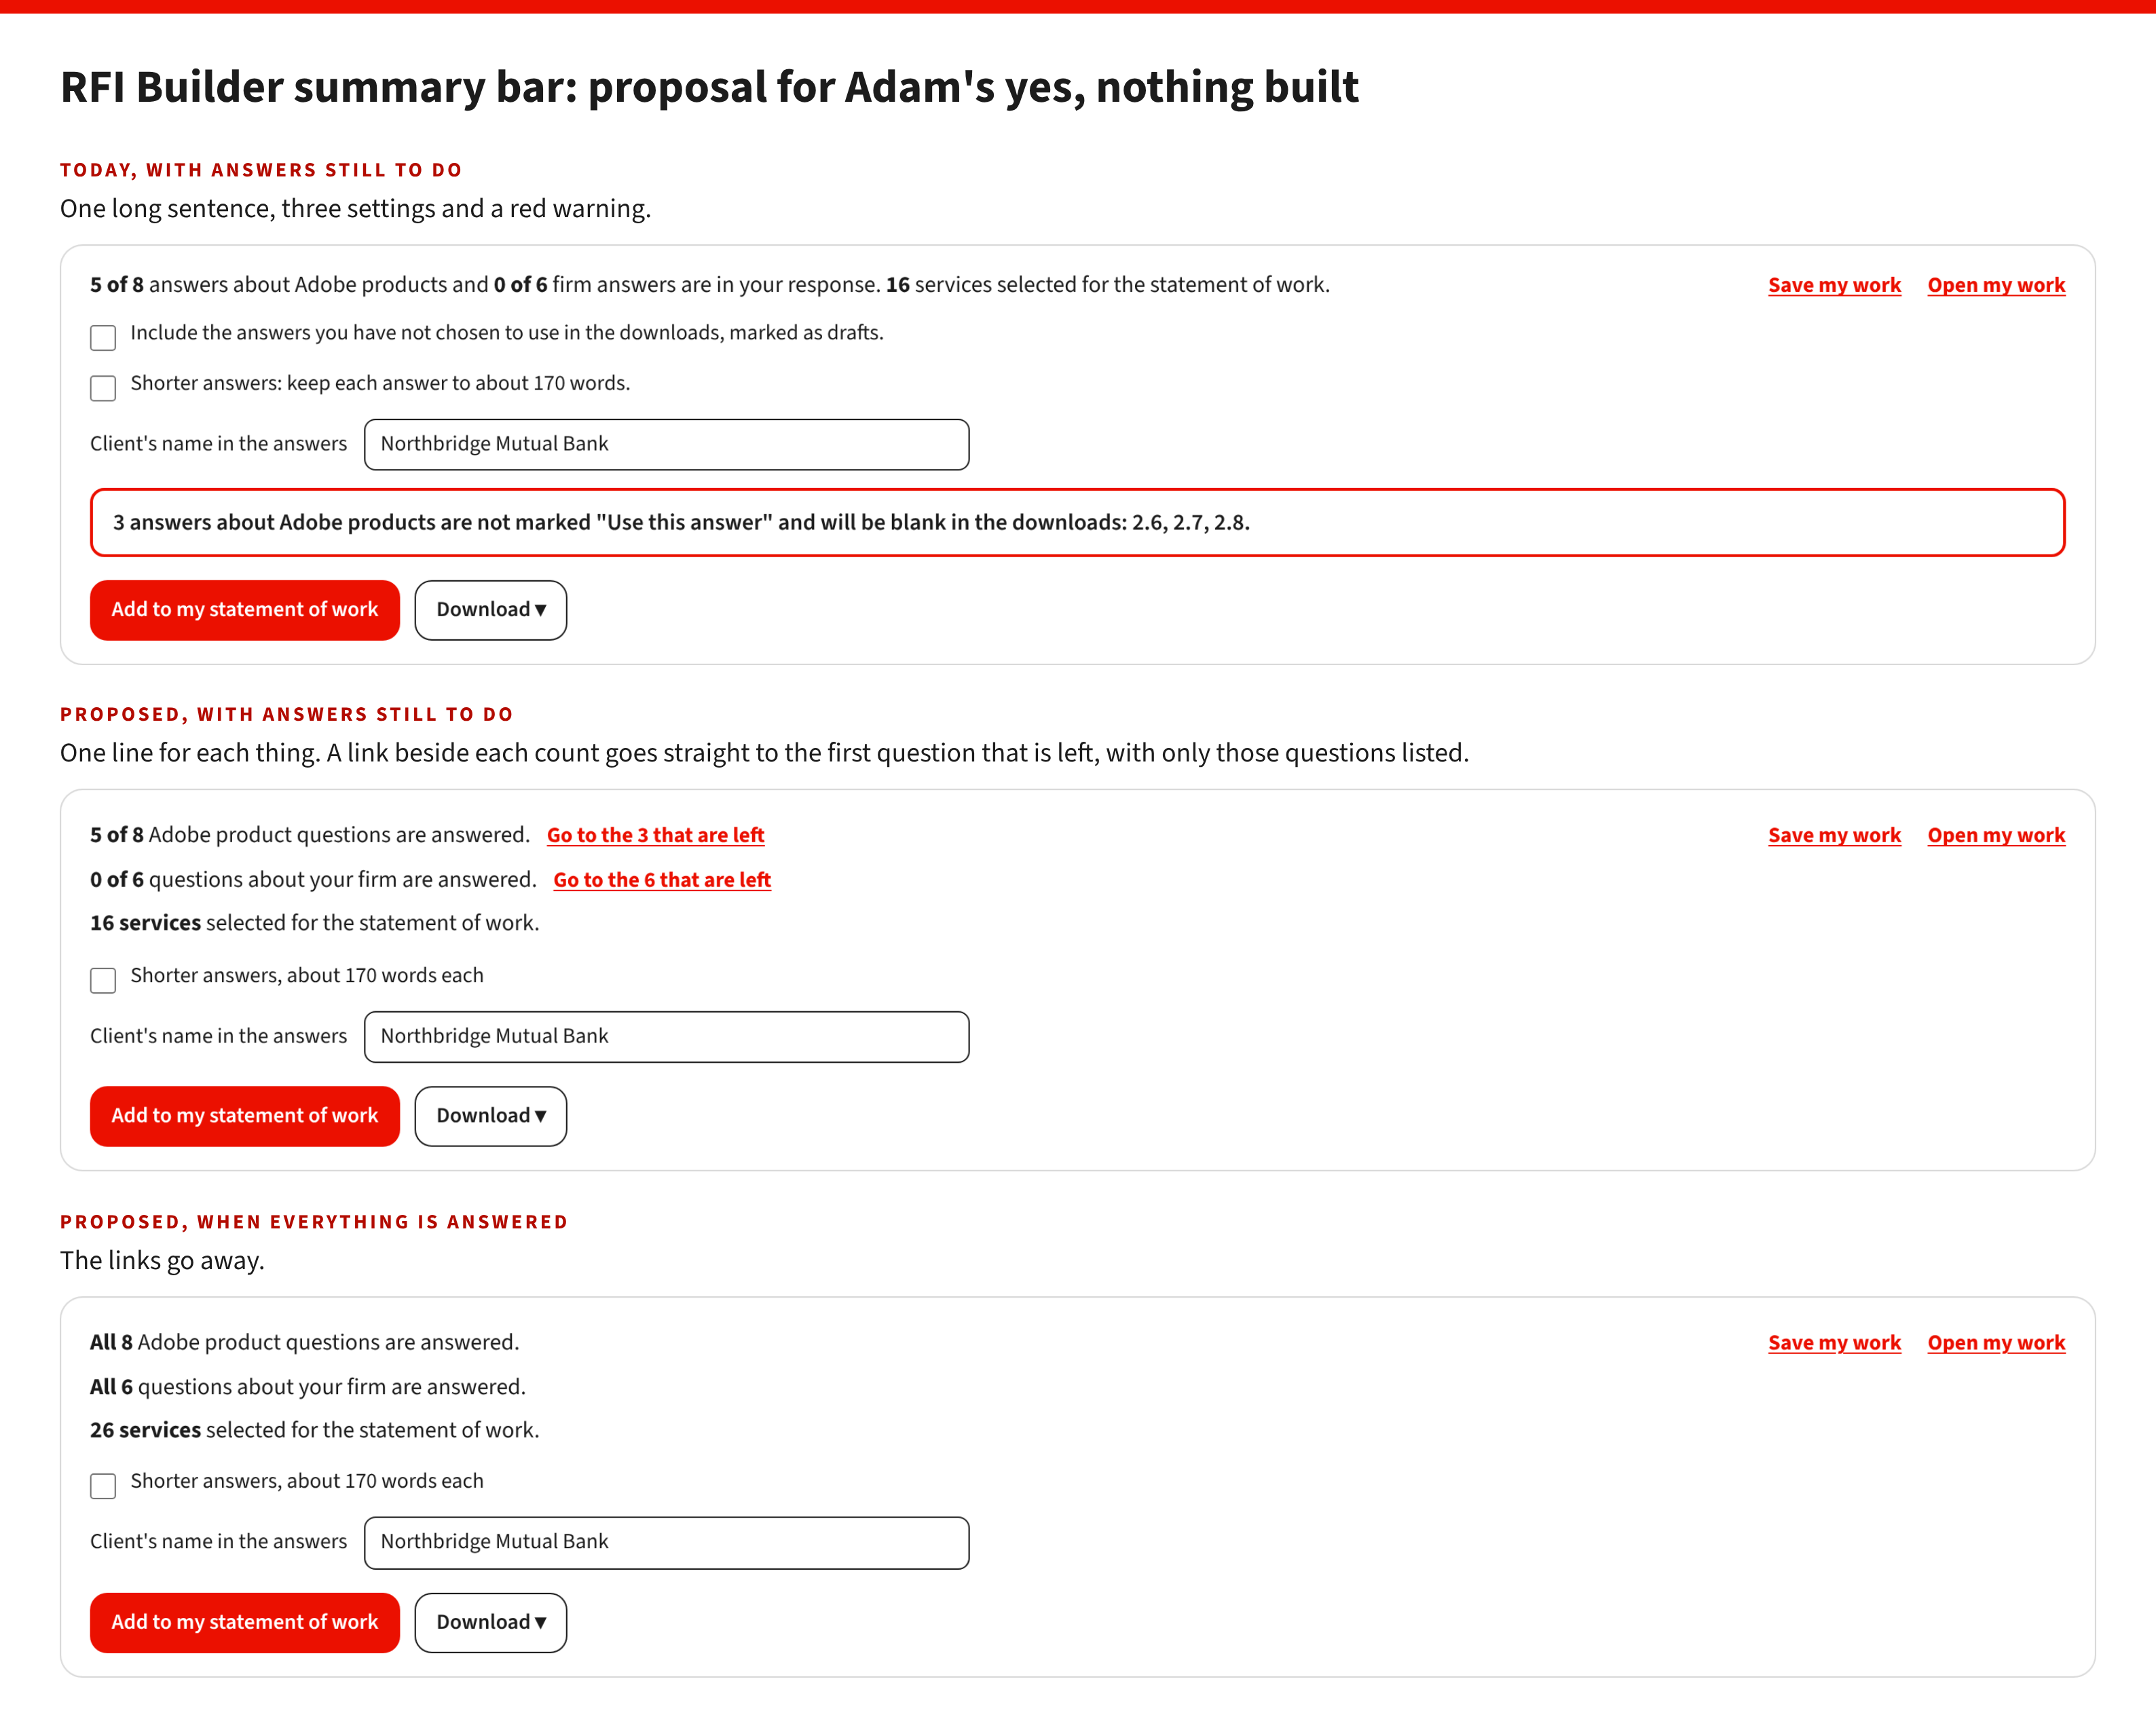 RFI Builder summary bar: proposal for Adam's yes, nothing built
TODAY, WITH ANSWERS STILL TO DO
One long sentence, three settings and a red warning.
5 of 8 answers about Adobe products and 0 of 6 firm answers are in your response. 16 services selected for the statement of work.
Save my work Open my work
Include the answers you have not chosen to use in the downloads, marked as drafts.
Shorter answers: keep each answer to about 170 words.
Client's name in the answers Northbridge Mutual Bank
3 answers about Adobe products are not marked "Use this answer" and will be blank in the downloads: 2.6, 2.7, 2.8.
Add to my statement of work Download ▾
PROPOSED, WITH ANSWERS STILL TO DO
One line for each thing. A link beside each count goes straight to the first question that is left, with only those questions listed.
5 of 8 Adobe product questions are answered. Go to the 3 that are left
Save my work Open my work
0 of 6 questions about your firm are answered. Go to the 6 that are left
16 services selected for the statement of work.
Shorter answers, about 170 words each
Client's name in the answers Northbridge Mutual Bank
Add to my statement of work Download ▾
PROPOSED, WHEN EVERYTHING IS ANSWERED
The links go away.
All 8 Adobe product questions are answered.
Save my work Open my work
All 6 questions about your firm are answered.
26 services selected for the statement of work.
Shorter answers, about 170 words each
Client's name in the answers Northbridge Mutual Bank
Add to my statement of work Download ▾